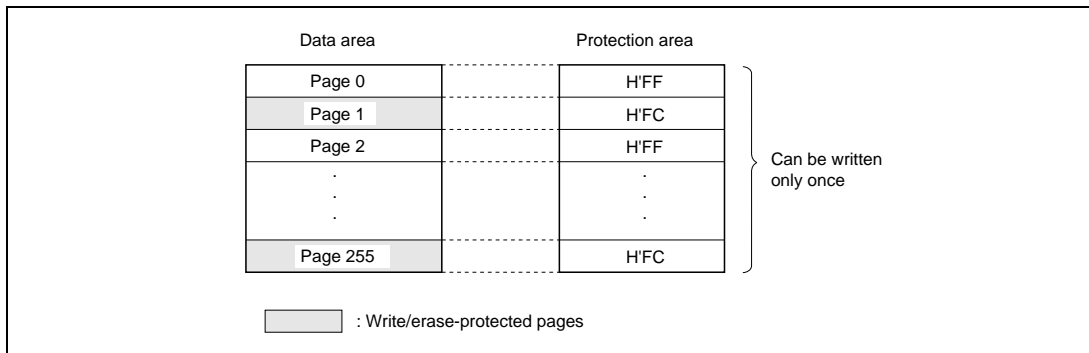 Data area Protection area
Page 0 H'FF
Page 1 H'FC
Page 2 H'FF
. .
. .
. .
Page 255 H'FC
Can be written
only once
: Write/erase-protected pages